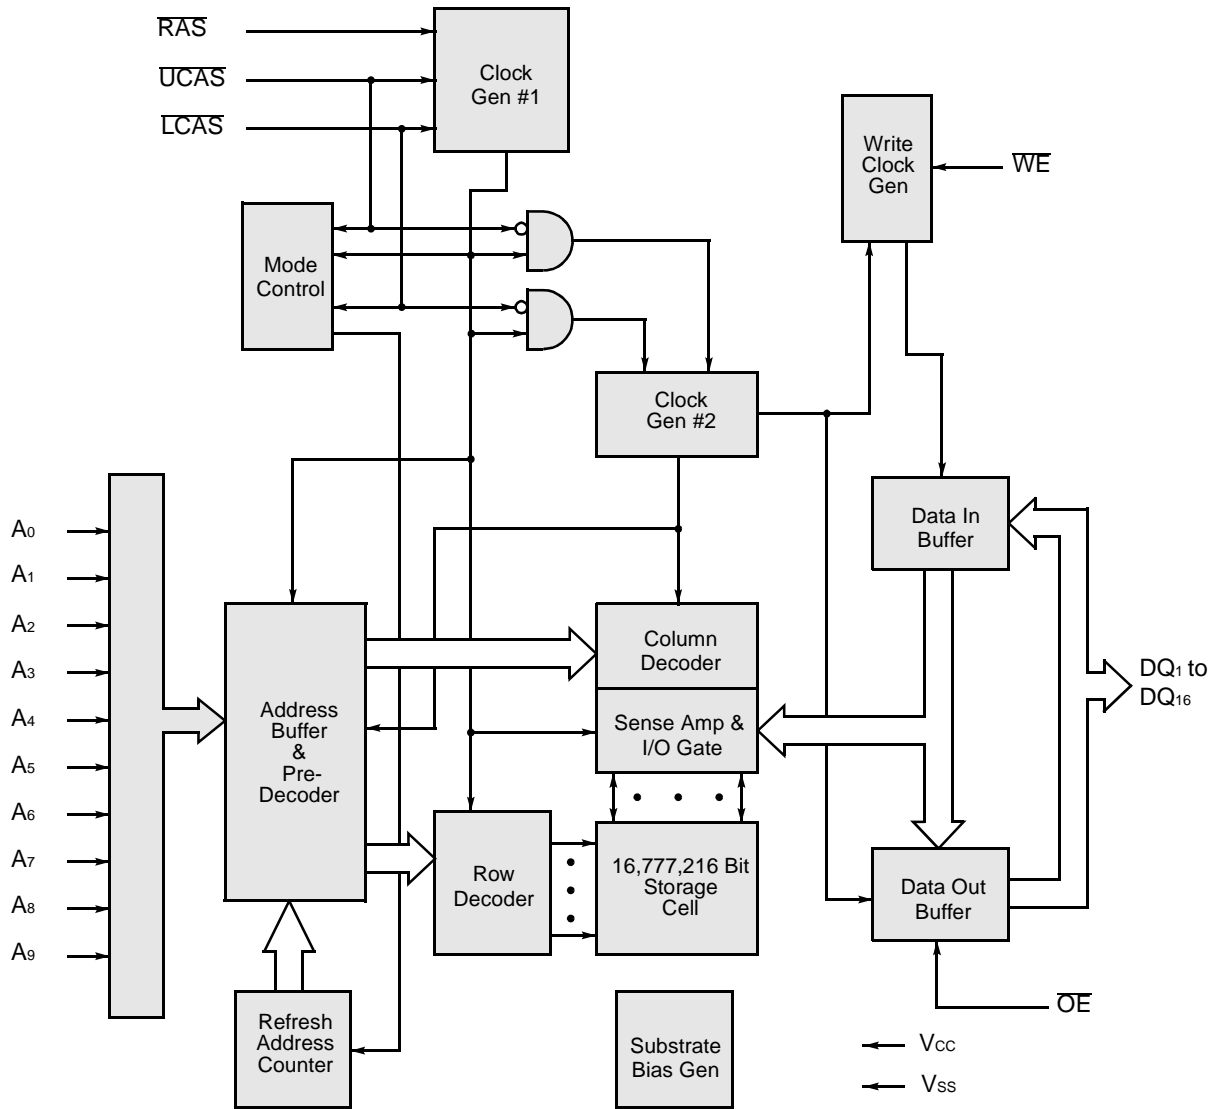 RAS
UCAS
LCAS
Clock
Gen #1
Write
Clock
Gen
WE
Mode
Control
Clock
Gen #2
A0
A1
A2
A3
A4
A5
A6
A7
A8
A9
Address
Buffer
&
Pre-
Decoder
Column
Decoder
Sense Amp &
I/O Gate
Data In
Buffer
DQ1 to
DQ16
Row
Decoder
16,777,216 Bit
Storage
Cell
Data Out
Buffer
OE
Refresh
Address
Counter
Substrate
Bias Gen
VCC
VSS